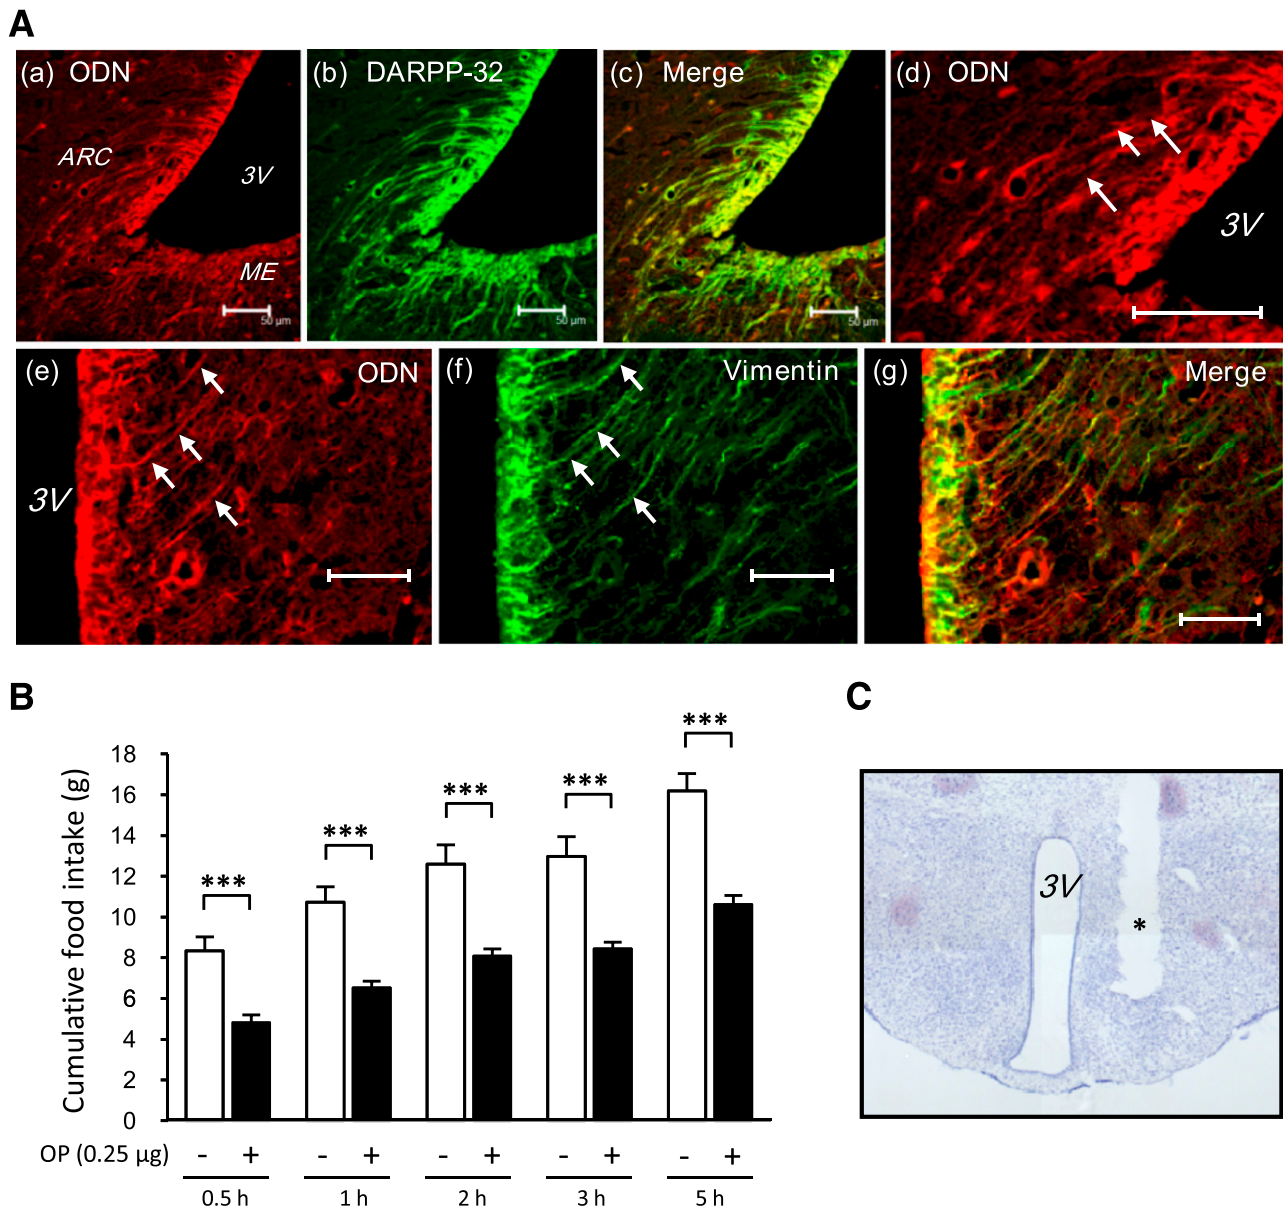 A
(a) ODN
ARC
3V
ME
50 µm
(b) DARPP-32
50 µm
(c) Merge
50 µm
(d) ODN
3V
(e) ODN
3V
(f) Vimentin
(g) Merge
B
Cumulative food intake (g)
18
16
14
12
10
8
6
4
2
0
***
***
***
***
***
OP (0.25 µg) - + - + - + - + - +
0.5 h 1 h 2 h 3 h 5 h
C
3V
*